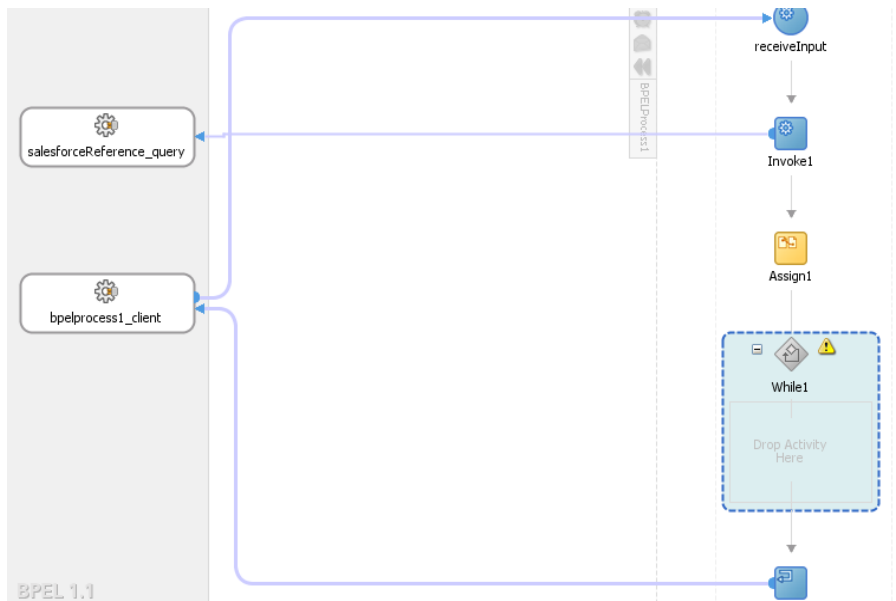 receiveInput
BPELProcess1
salesforceReference_query
Invoke1
Assign1
bpelprocess1_client
While1
Drop Activity
Here
BPEL 1.1